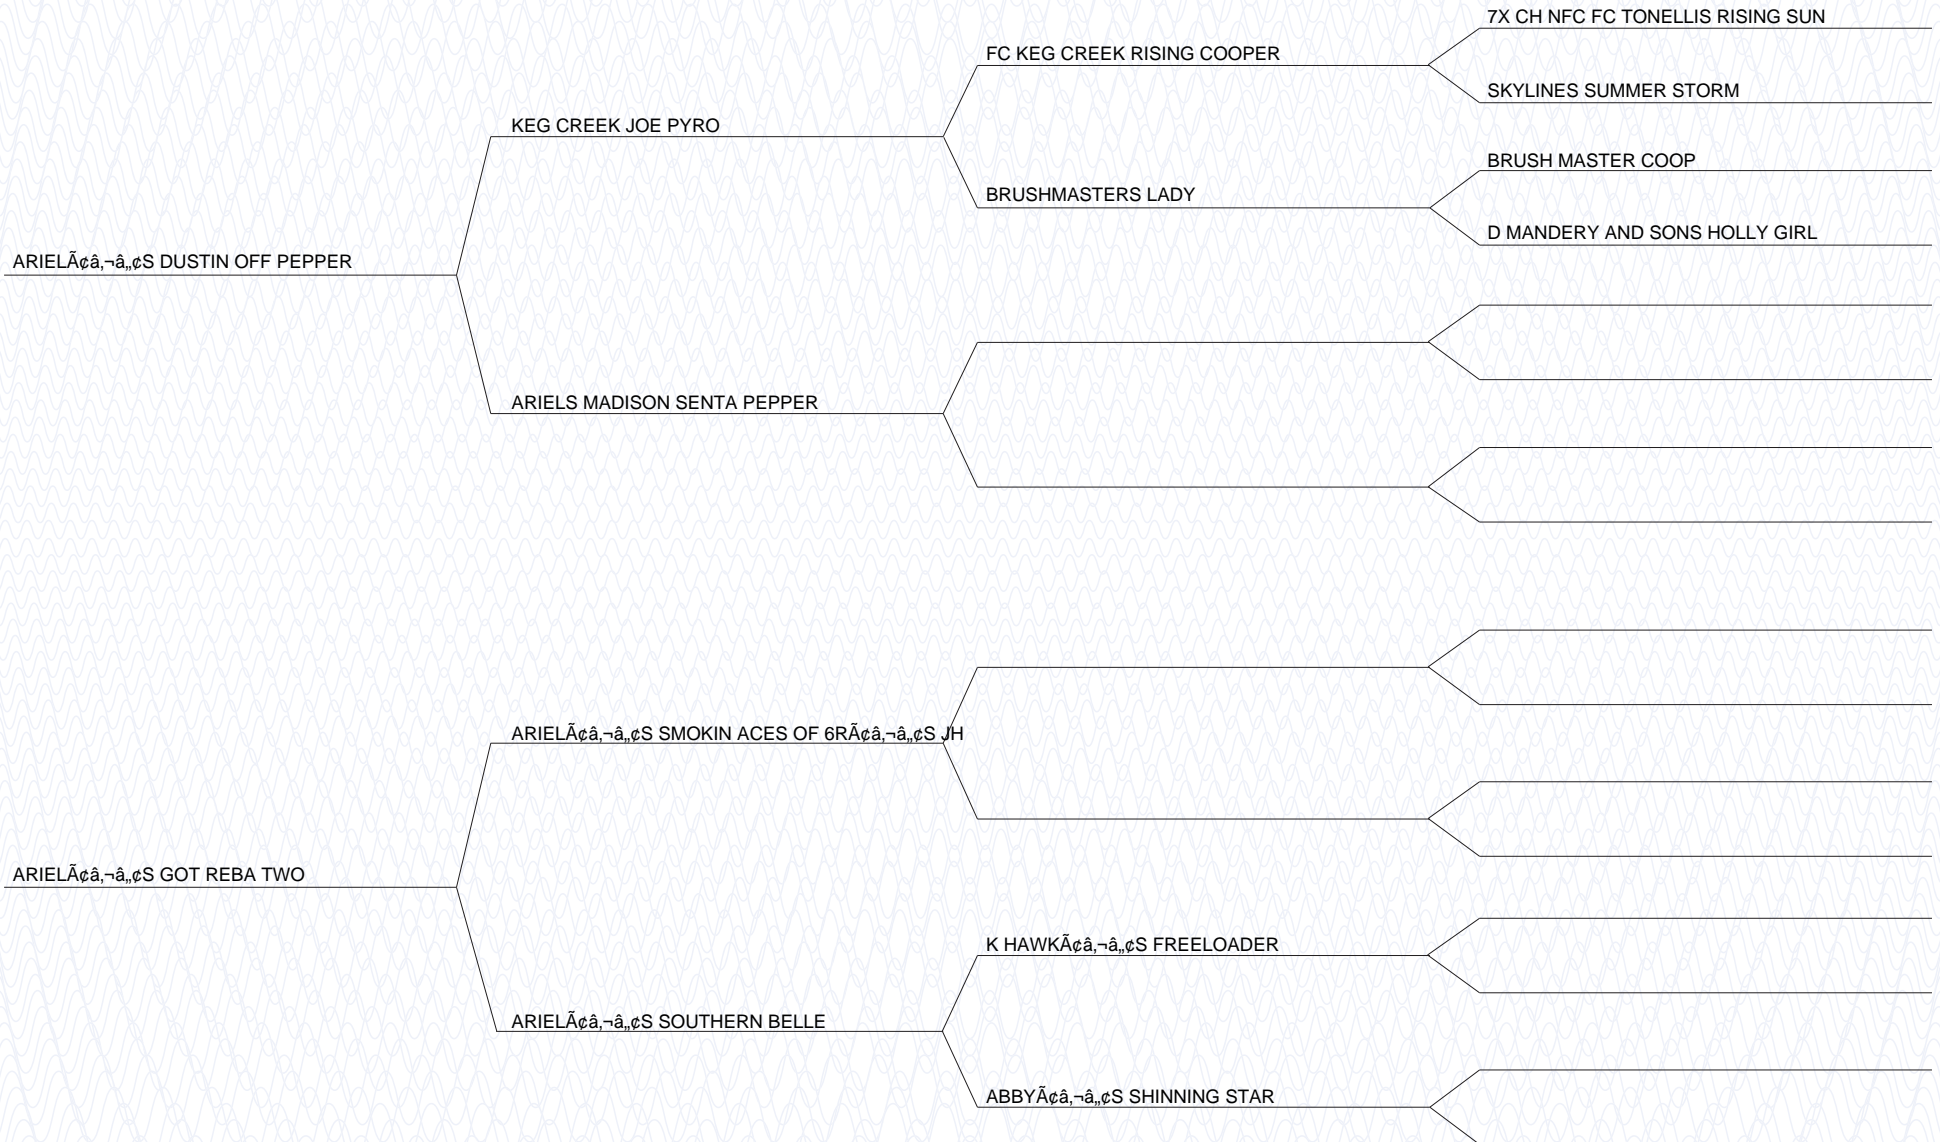 7X CH NFC FC TONELLIS RISING SUN
FC KEG CREEK RISING COOPER
SKYLINES SUMMER STORM
KEG CREEK JOE PYRO
BRUSH MASTER COOP
BRUSHMASTERS LADY
D MANDERY AND SONS HOLLY GIRL
ARIELÃ¢â‚¬â„¢S DUSTIN OFF PEPPER
ARIELS MADISON SENTA PEPPER
ARIELÃ¢â‚¬â„¢S SMOKIN ACES OF 6RÃ¢â‚¬â„¢S JH
ARIELÃ¢â‚¬â„¢S GOT REBA TWO
K HAWKÃ¢â‚¬â„¢S FREELOADER
ARIELÃ¢â‚¬â„¢S SOUTHERN BELLE
ABBYÃ¢â‚¬â„¢S SHINNING STAR